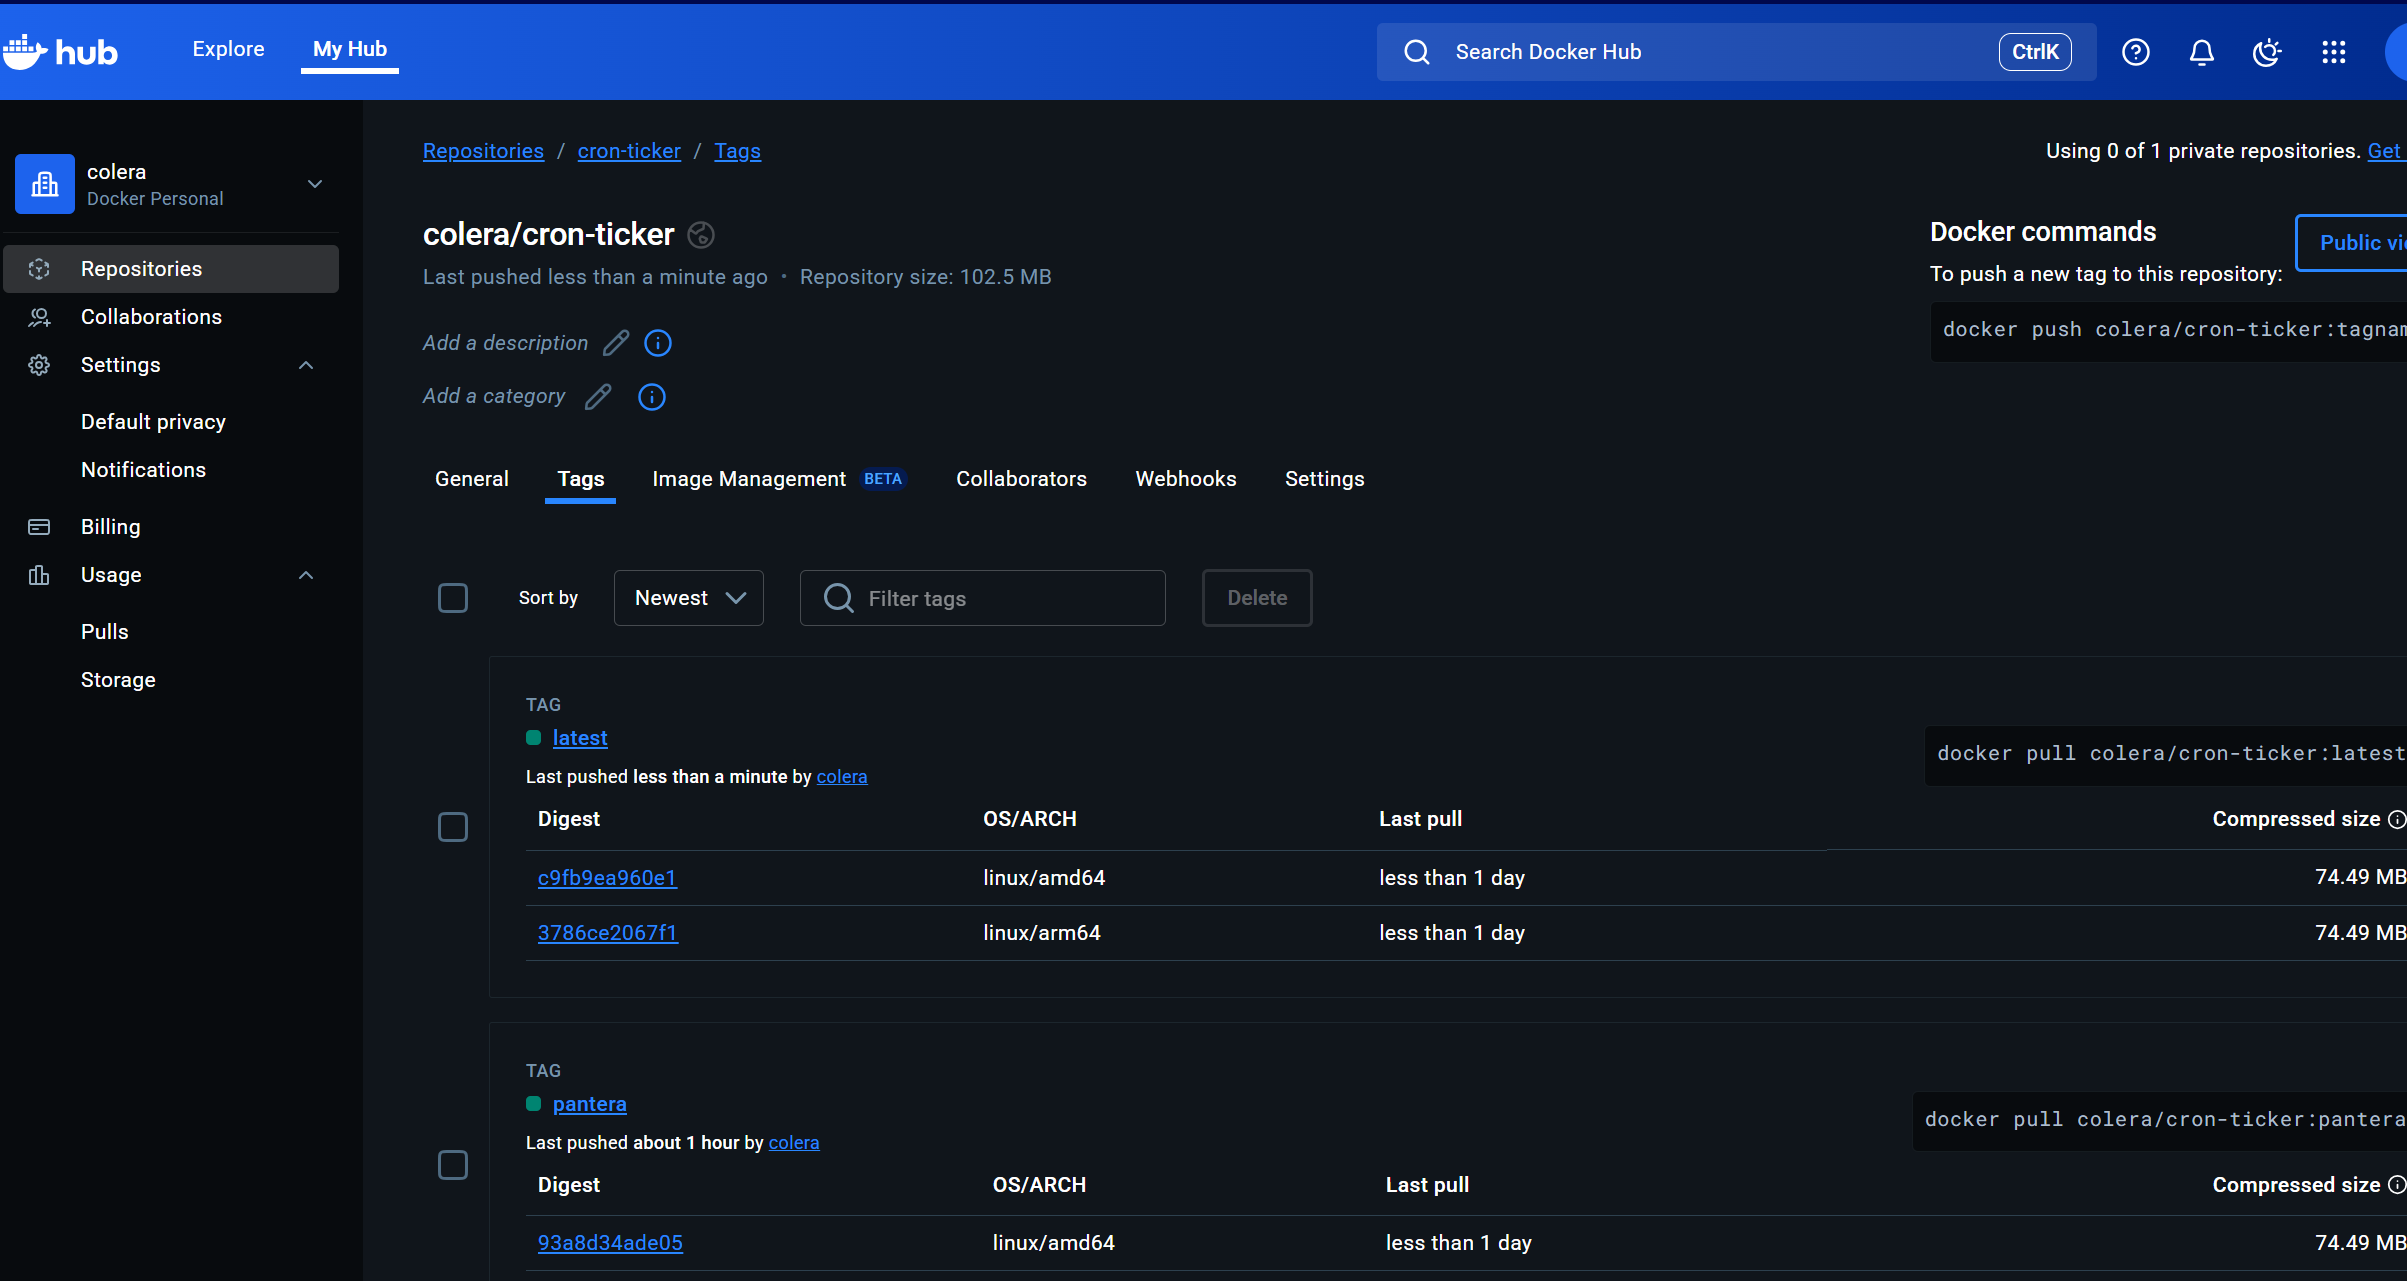 hub
Explore
My Hub
Search Docker Hub
CtrlK
colera
Docker Personal
Repositories
Collaborations
Settings
Default privacy
Notifications
Billing
Usage
Pulls
Storage
Repositories / cron-ticker / Tags
Using 0 of 1 private repositories. Get
colera/cron-ticker
Last pushed less than a minute ago • Repository size: 102.5 MB
Add a description
Add a category
Docker commands
Public vi
To push a new tag to this repository:
docker push colera/cron-ticker:tagnam
General
Tags
Image Management BETA
Collaborators
Webhooks
Settings
Sort by
Newest
Filter tags
Delete
TAG
latest
Last pushed less than a minute by colera
docker pull colera/cron-ticker:latest
Digest OS/ARCH Last pull Compressed size
c9fb9ea960e1 linux/amd64 less than 1 day 74.49 MB
3786ce2067f1 linux/arm64 less than 1 day 74.49 MB
TAG
pantera
Last pushed about 1 hour by colera
docker pull colera/cron-ticker:pantera
Digest OS/ARCH Last pull Compressed size
93a8d34ade05 linux/amd64 less than 1 day 74.49 MB